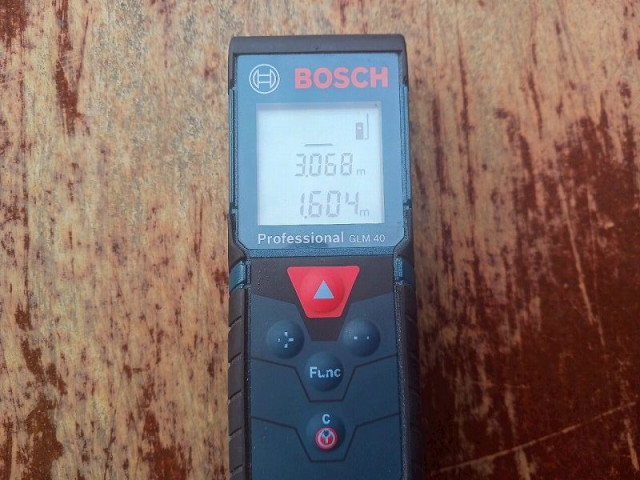 BOSCH
3.068 m
1.604 m
Professional GLM 40
Func
C